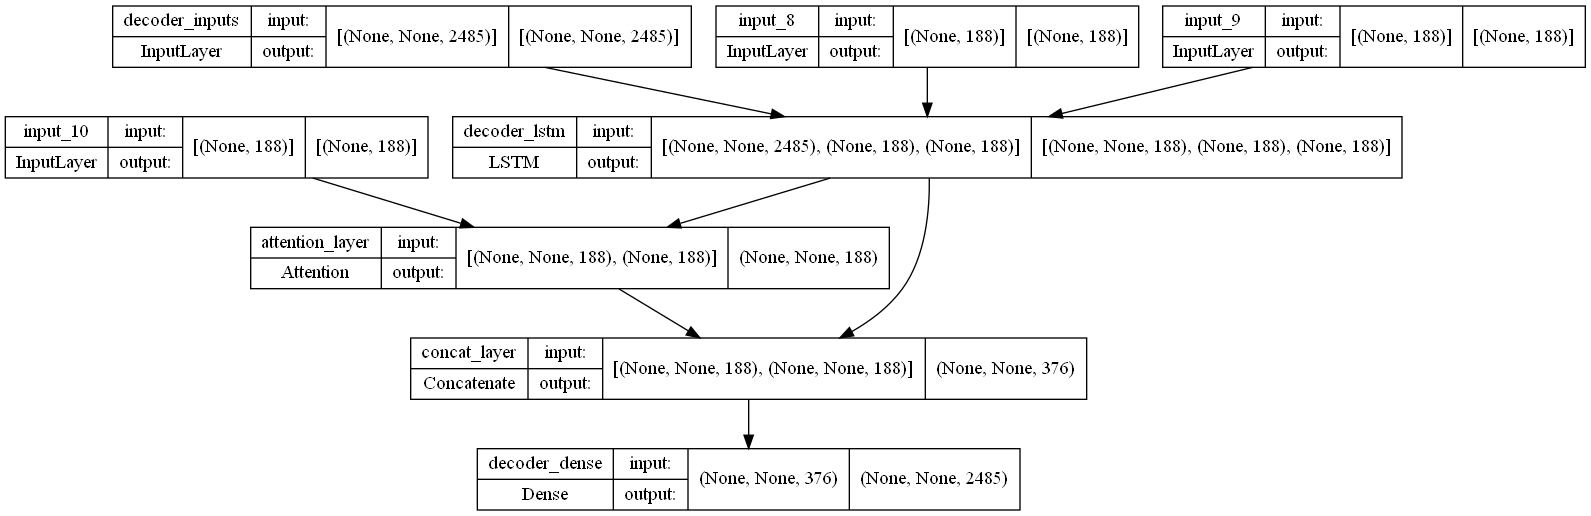 decoder_inputs input: [(None, None, 2485)] [(None, None, 2485)]
InputLayer output:
input_8 input: [(None, 188)] [(None, 188)]
InputLayer output:
input_9 input: [(None, 188)] [(None, 188)]
InputLayer output:
input_10 input: [(None, 188)] [(None, 188)]
InputLayer output:
decoder_lstm input: [(None, None, 2485), (None, 188), (None, 188)] [(None, None, 188), (None, 188), (None, 188)]
LSTM output:
attention_layer input: [(None, None, 188), (None, 188)] (None, None, 188)
Attention output:
concat_layer input: [(None, None, 188), (None, None, 188)] (None, None, 376)
Concatenate output:
decoder_dense input: (None, None, 376) (None, None, 2485)
Dense output: